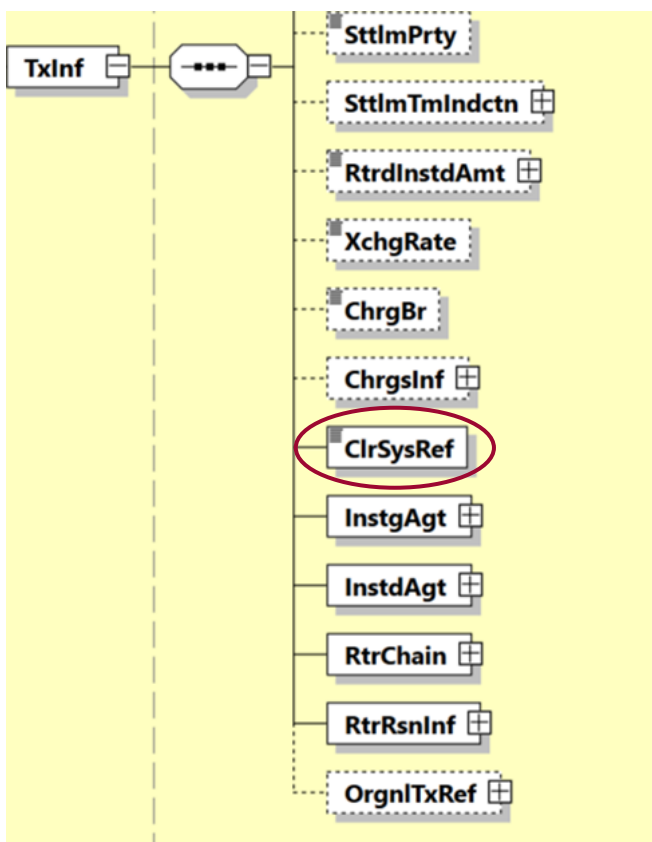 TxInf
SttlmPrty
SttlmTmIndctn
RtrdInstdAmt
XchgRate
ChrgBr
ChrgsInf
ClrSysRef
InstgAgt
InstdAgt
RtrChain
RtrRsnInf
OrgnlTxRef